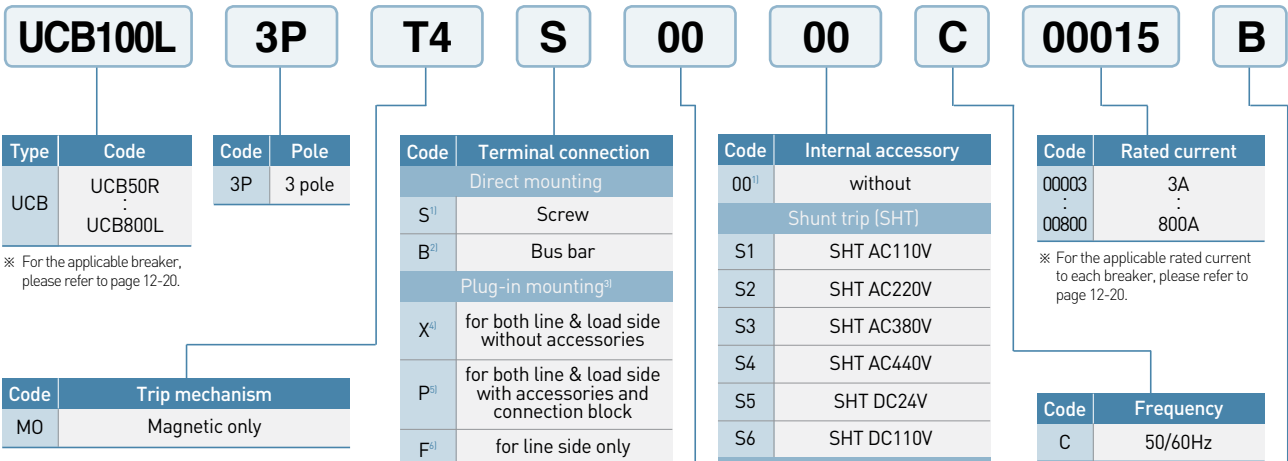 UCB100L 3P T4 S 00 00 C 00015 B
Type Code
UCB
UCB50R
:
UCB800L
※ For the applicable breaker,
please refer to page 12-20.
Code Pole
3P 3 pole
Code Trip mechanism
MO Magnetic only
Code Terminal connection
Direct mounting
S1) Screw
B2) Bus bar
Plug-in mounting3)
X4) for both line & load side
without accessories
P5) for both line & load side
with accessories and
connection block
F6) for line side only
Code Internal accessory
001) without
Shunt trip (SHT)
S1 SHT AC110V
S2 SHT AC220V
S3 SHT AC380V
S4 SHT AC440V
S5 SHT DC24V
S6 SHT DC110V
Code Rated current
00003 3A
: :
00800 800A
※ For the applicable rated current
to each breaker, please refer to
page 12-20.
Code Frequency
C 50/60Hz